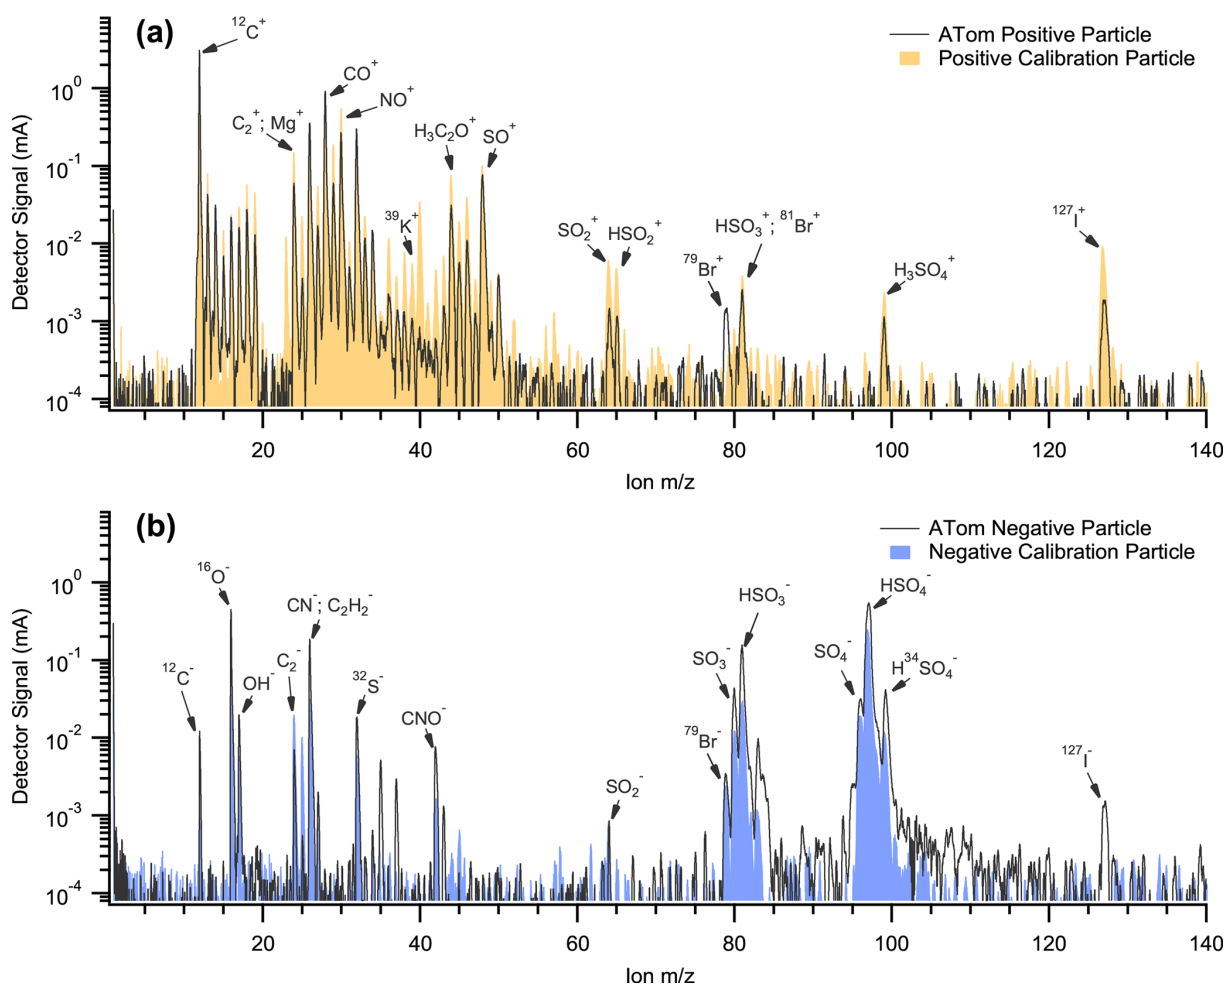 (a)
ATom Positive Particle
Positive Calibration Particle
¹²C⁺
C₂⁺; Mg⁺
CO⁺
NO⁺
H₃C₂O⁺
SO⁺
³⁹K⁺
SO₂⁺
HSO₂⁺
HSO₃⁺; ⁸¹Br⁺
⁷⁹Br⁺
H₃SO₄⁺
¹²⁷I⁺
Detector Signal (mA)
10⁰
10⁻¹
10⁻²
10⁻³
10⁻⁴
20 40 60 80 100 120 140
Ion m/z
(b)
ATom Negative Particle
Negative Calibration Particle
¹⁶O⁻
CN⁻; C₂H₂⁻
¹²C⁻
OH⁻
C₂⁻
³²S⁻
CNO⁻
SO₂⁻
HSO₃⁻
SO₃⁻
⁷⁹Br⁻
HSO₄⁻
SO₄⁻
H³⁴SO₄⁻
¹²⁷I⁻
Detector Signal (mA)
10⁰
10⁻¹
10⁻²
10⁻³
10⁻⁴
20 40 60 80 100 120 140
Ion m/z